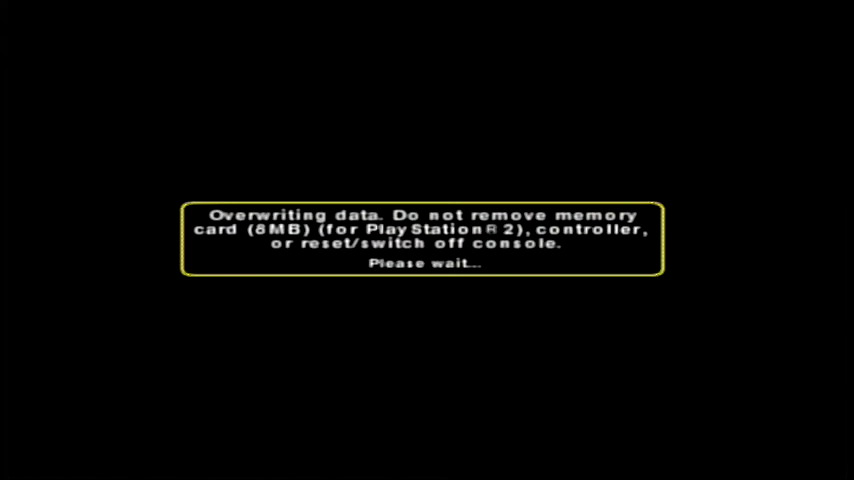 Overwriting data. Do not remove memory
card (8MB) (for PlayStation® 2), controller,
or reset/switch off console.
Please wait...